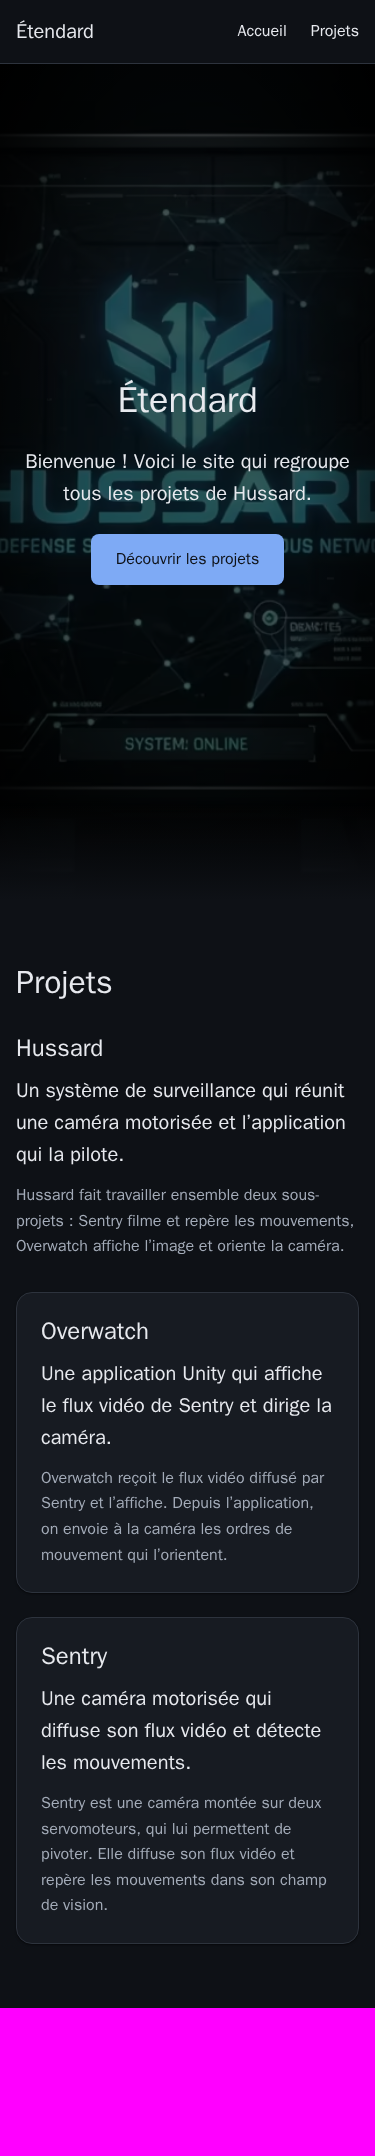 Étendard
Accueil Projets
Étendard
Bienvenue ! Voici le site qui regroupe
tous les projets de Hussard.
HUSSARD
DEFENSE
Découvrir les projets
SYSTEM: ONLINE
Projets
Hussard
Un système de surveillance qui réunit
une caméra motorisée et l’application
qui la pilote.
Hussard fait travailler ensemble deux sous-
projets : Sentry filme et repère les mouvements,
Overwatch affiche l’image et oriente la caméra.
Overwatch
Une application Unity qui affiche
le flux vidéo de Sentry et dirige la
caméra.
Overwatch reçoit le flux vidéo diffusé par
Sentry et l’affiche. Depuis l’application,
on envoie à la caméra les ordres de
mouvement qui l’orientent.
Sentry
Une caméra motorisée qui
diffuse son flux vidéo et détecte
les mouvements.
Sentry est une caméra montée sur deux
servomoteurs, qui lui permettent de
pivoter. Elle diffuse son flux vidéo et
repère les mouvements dans son champ
de vision.